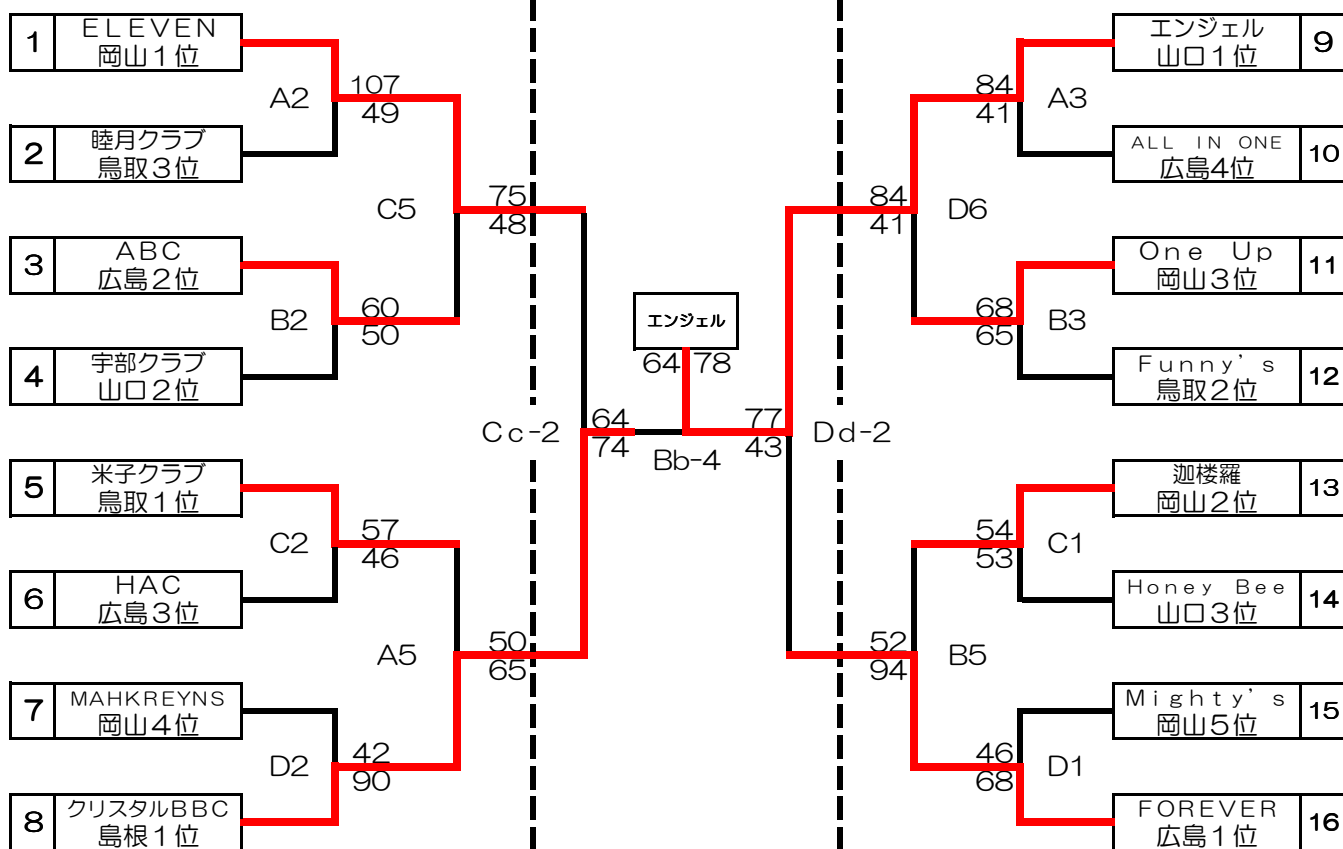 1
ELEVEN
岡山1位
2
睦月クラブ
鳥取3位
3
ABC
広島2位
4
宇部クラブ
山口2位
5
米子クラブ
鳥取1位
6
HAC
広島3位
7
MAHKREYNS
岡山4位
8
クリスタルBBC
島根1位
A2
107
49
B2
60
50
C2
57
46
D2
42
90
C5
75
48
A5
50
65
Cc-2
64
74
エンジェル
64 78
Bb-4
77
43
Dd-2
84
41
D6
52
94
B5
84
41
A3
68
65
B3
54
53
C1
46
68
D1
エンジェル
山口1位
9
ALL IN ONE
広島4位
10
One Up
岡山3位
11
Funny's
鳥取2位
12
迦楼羅
岡山2位
13
Honey Bee
山口3位
14
Mighty's
岡山5位
15
FOREVER
広島1位
16